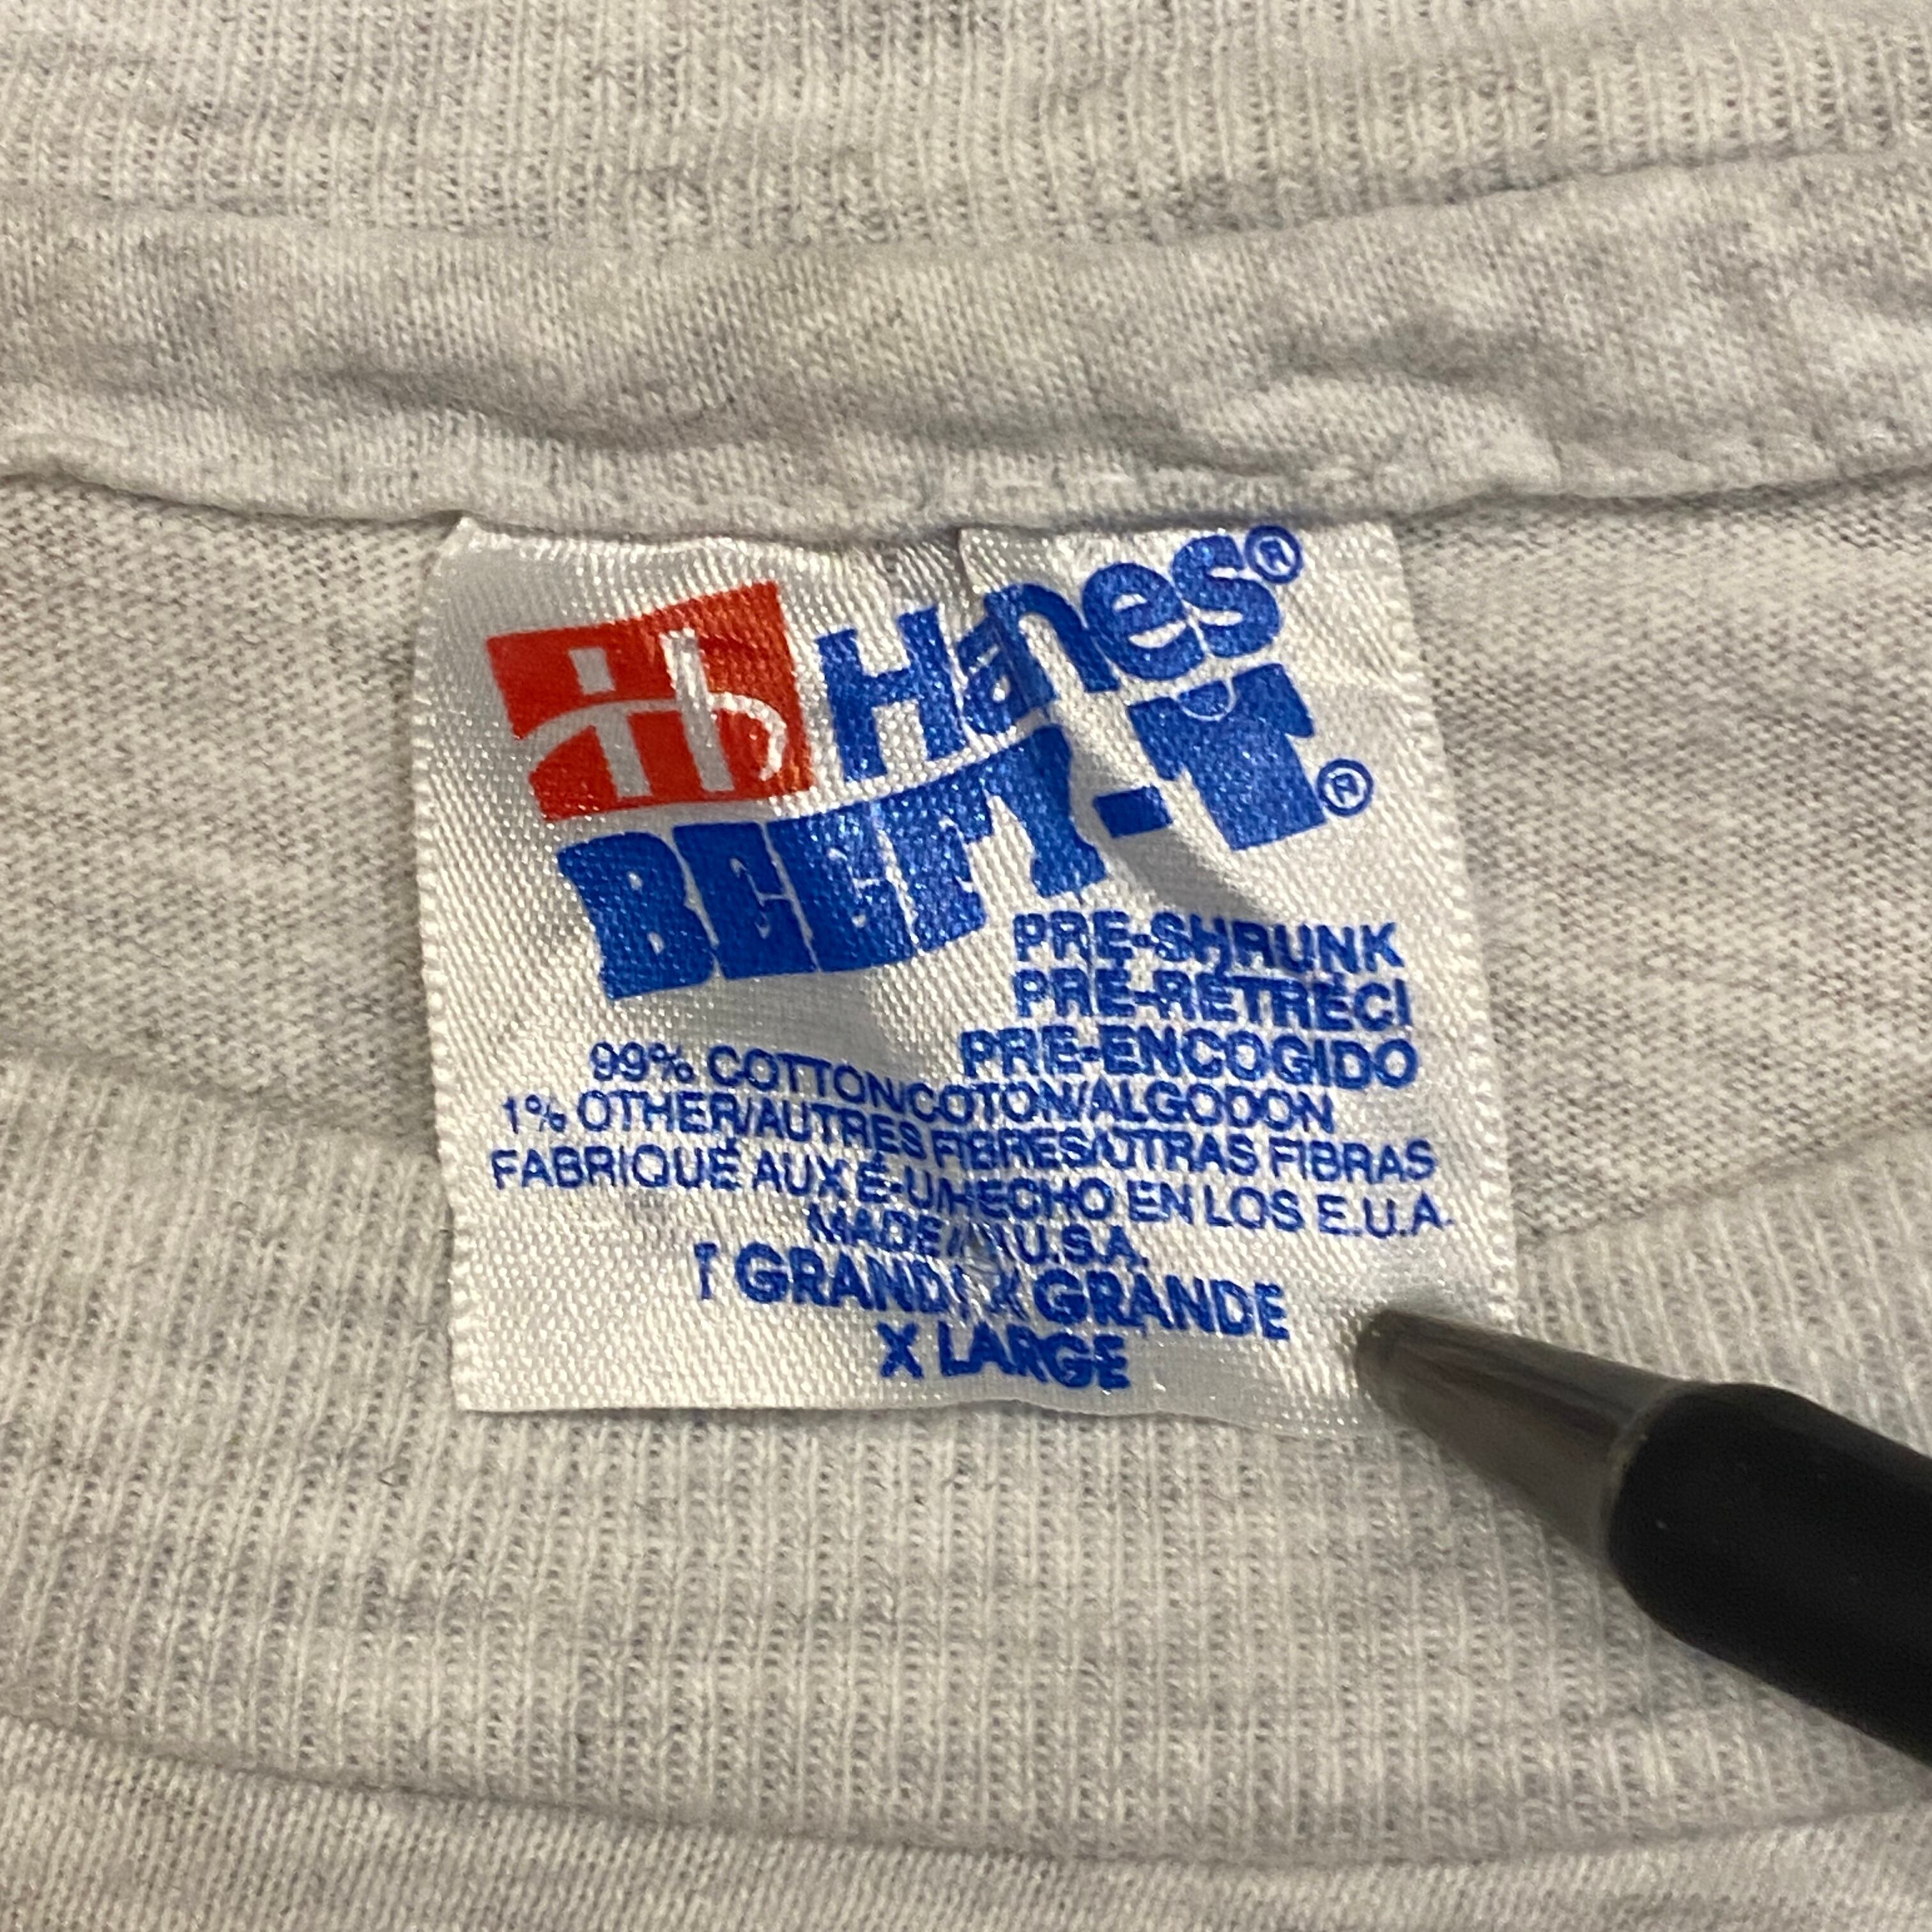 Hanes®
BEEFY-T®
PRE-SHRUNK
PRÉ-RÉTRÉCI
PRE-ENCOGIDO
99% COTTON/COTON/ALGODON
1% OTHER/AUTRES FIBRES/OTRAS FIBRAS
FABRIQUÉ AUX É-U/HECHO EN LOS E.U.A.
MADE U.S.A.
T GRAND/X GRANDE
X LARGE